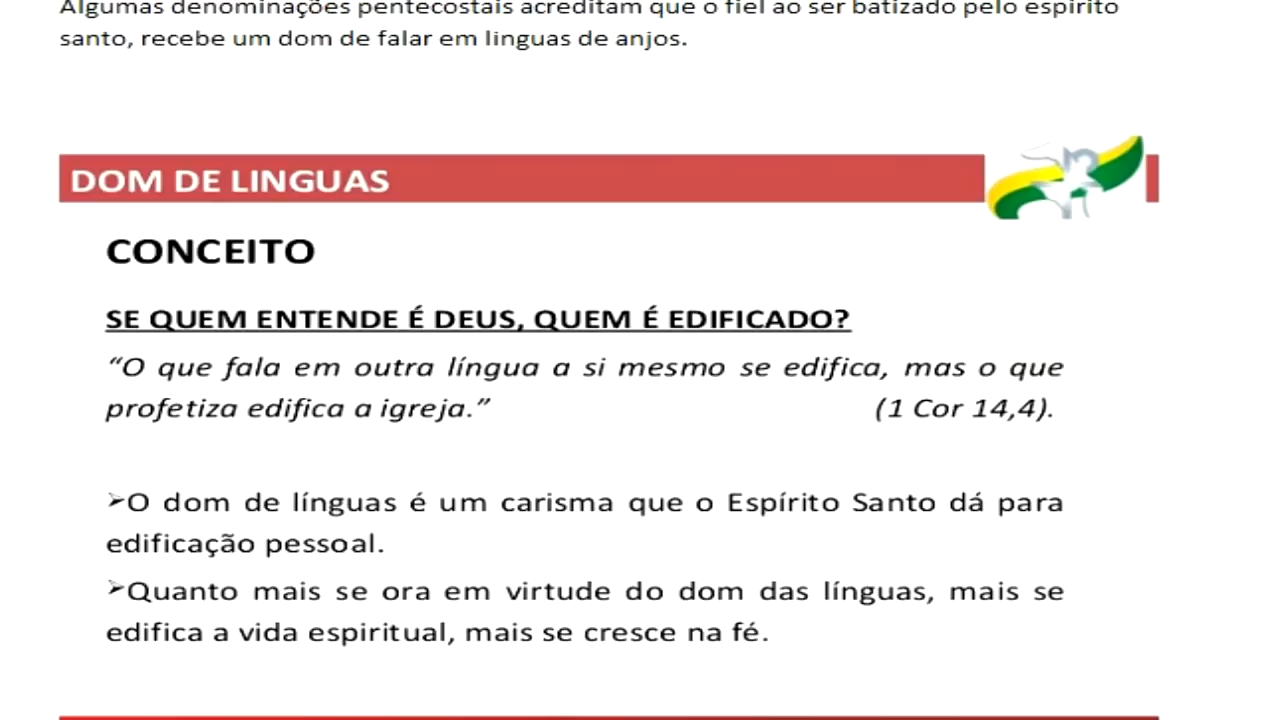 Algumas denominações pentecostais acreditam que o fiel ao ser batizado pelo espirito
santo, recebe um dom de falar em linguas de anjos.
DOM DE LINGUAS
CONCEITO
SE QUEM ENTENDE É DEUS, QUEM É EDIFICADO?
“O que fala em outra língua a si mesmo se edifica, mas o que
profetiza edifica a igreja.” (1 Cor 14,4).
➢O dom de línguas é um carisma que o Espírito Santo dá para
edificação pessoal.
➢Quanto mais se ora em virtude do dom das línguas, mais se
edifica a vida espiritual, mais se cresce na fé.